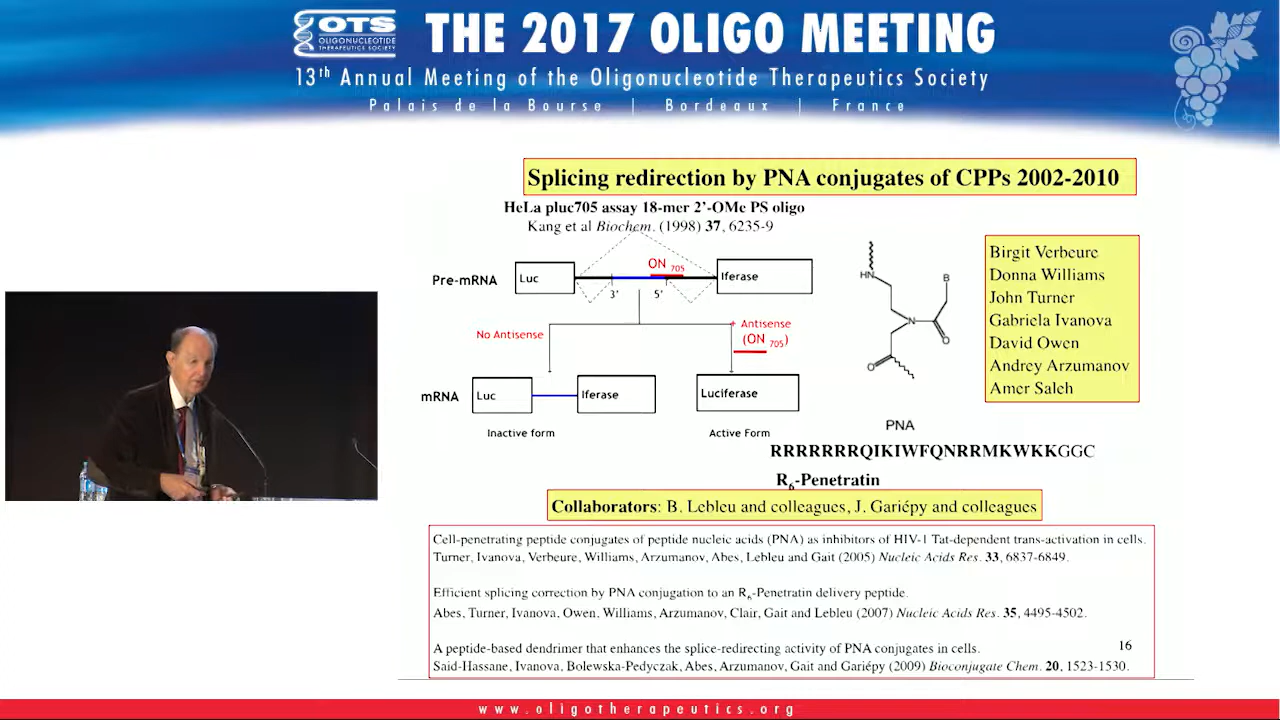 OTS
OLIGONUCLEOTIDE
THERAPEUTICS SOCIETY
THE 2017 OLIGO MEETING
13th Annual Meeting of the Oligonucleotide Therapeutics Society
Palais de la Bourse | Bordeaux | France
Splicing redirection by PNA conjugates of CPPs 2002-2010
HeLa pluc705 assay 18-mer 2'-OMe PS oligo
Kang et al Biochem. (1998) 37, 6235-9
Pre-mRNA
Luc
ON 705
lferase
3'
5'
No Antisense
+ Antisense
(ON 705)
mRNA
Luc
lferase
Luciferase
Inactive form
Active Form
HN
B
N
O
O
PNA
Birgit Verbeure
Donna Williams
John Turner
Gabriela Ivanova
David Owen
Andrey Arzumanov
Amer Saleh
RRRRRRRQIKIWFQNRRMKWKKGGC
R6-Penetratin
Collaborators: B. Lebleu and colleagues, J. Gariépy and colleagues
Cell-penetrating peptide conjugates of peptide nucleic acids (PNA) as inhibitors of HIV-1 Tat-dependent trans-activation in cells.
Turner, Ivanova, Verbeure, Williams, Arzumanov, Abes, Lebleu and Gait (2005) Nucleic Acids Res. 33, 6837-6849.
Efficient splicing correction by PNA conjugation to an R6-Penetratin delivery peptide.
Abes, Turner, Ivanova, Owen, Williams, Arzumanov, Clair, Gait and Lebleu (2007) Nucleic Acids Res. 35, 4495-4502.
A peptide-based dendrimer that enhances the splice-redirecting activity of PNA conjugates in cells.
16
Said-Hassane, Ivanova, Bolewska-Pedyczak, Abes, Arzumanov, Gait and Gariépy (2009) Bioconjugate Chem. 20, 1523-1530.
www.oligotherapeutics.org